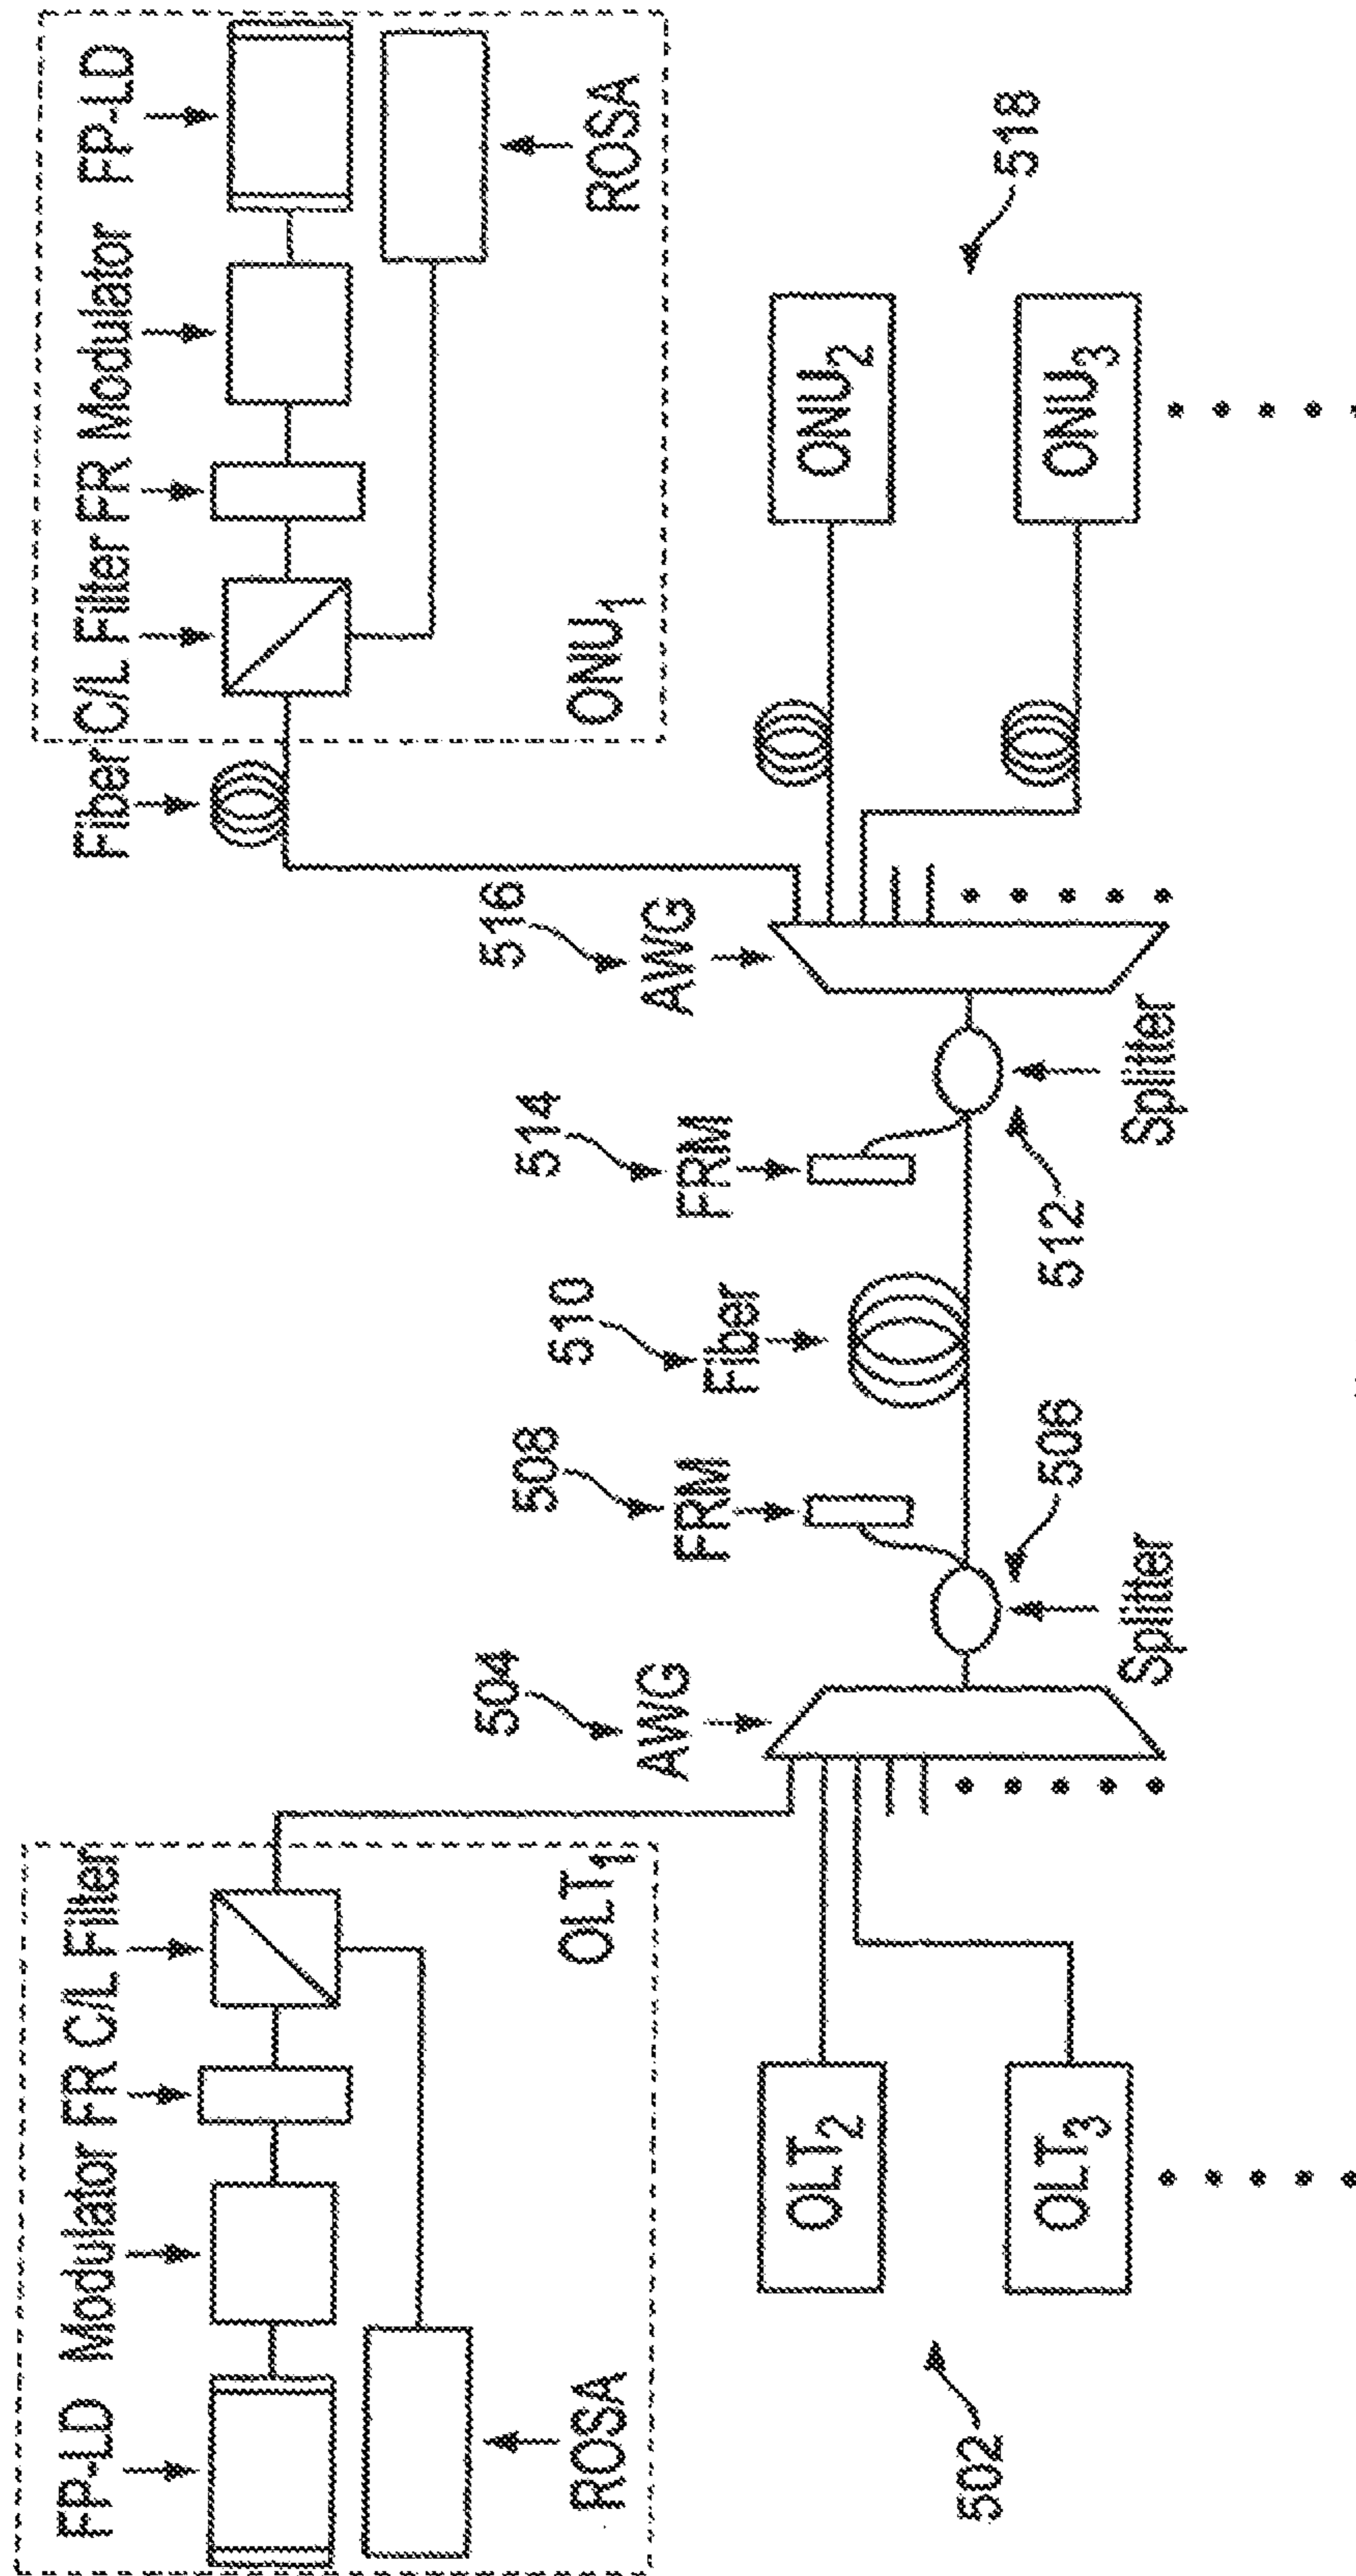 FP-LD Modulator FR C/L Filter
ROSA
OLT1
OLT2
OLT3
502
504
AWG
Splitter
506
508
FRM
510
Fiber
514
FRM
512
Splitter
516
AWG
Fiber C/L Filter FR Modulator FP-LD
ROSA
ONU1
ONU2
ONU3
518